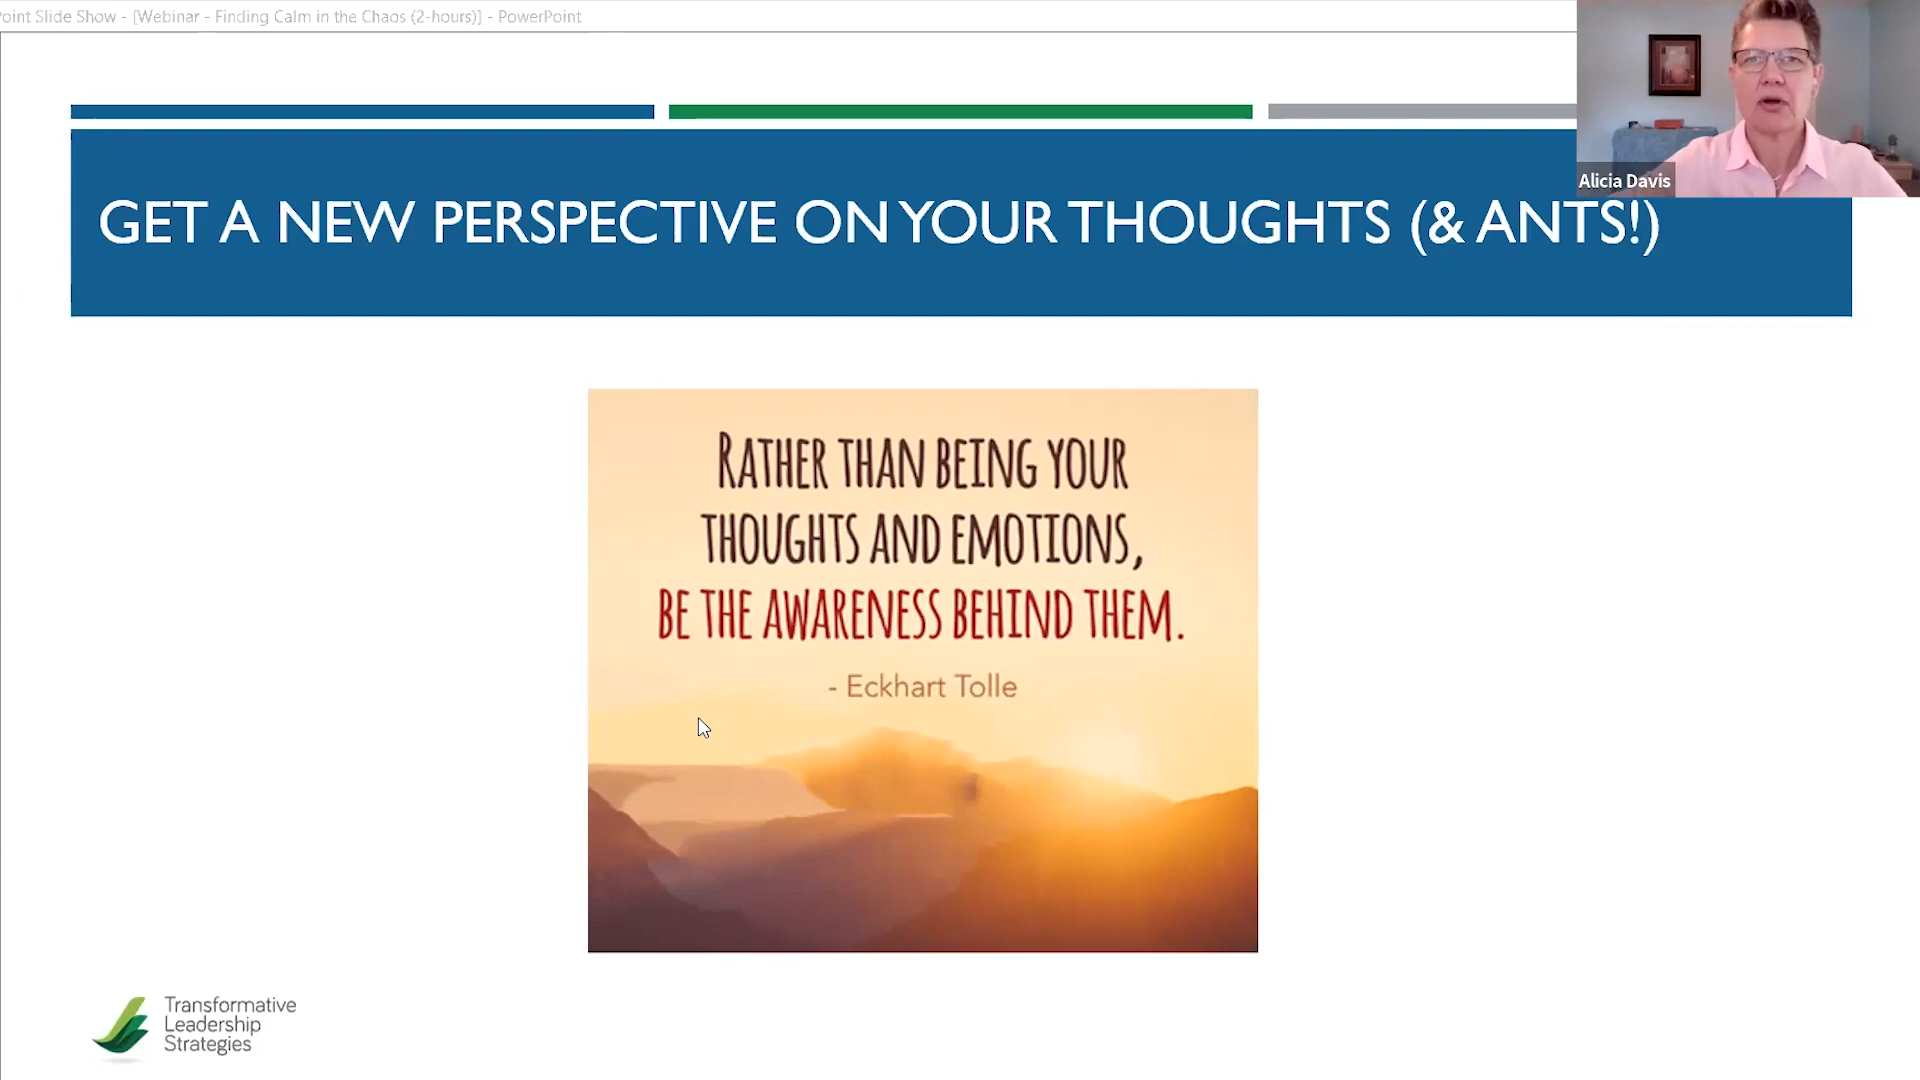 Point Slide Show - [Webinar - Finding Calm in the Chaos (2-hours)] - PowerPoint
Alicia Davis
GET A NEW PERSPECTIVE ON YOUR THOUGHTS (& ANTS!)
RATHER THAN BEING YOUR
THOUGHTS AND EMOTIONS,
BE THE AWARENESS BEHIND THEM.
- Eckhart Tolle
Transformative
Leadership
Strategies